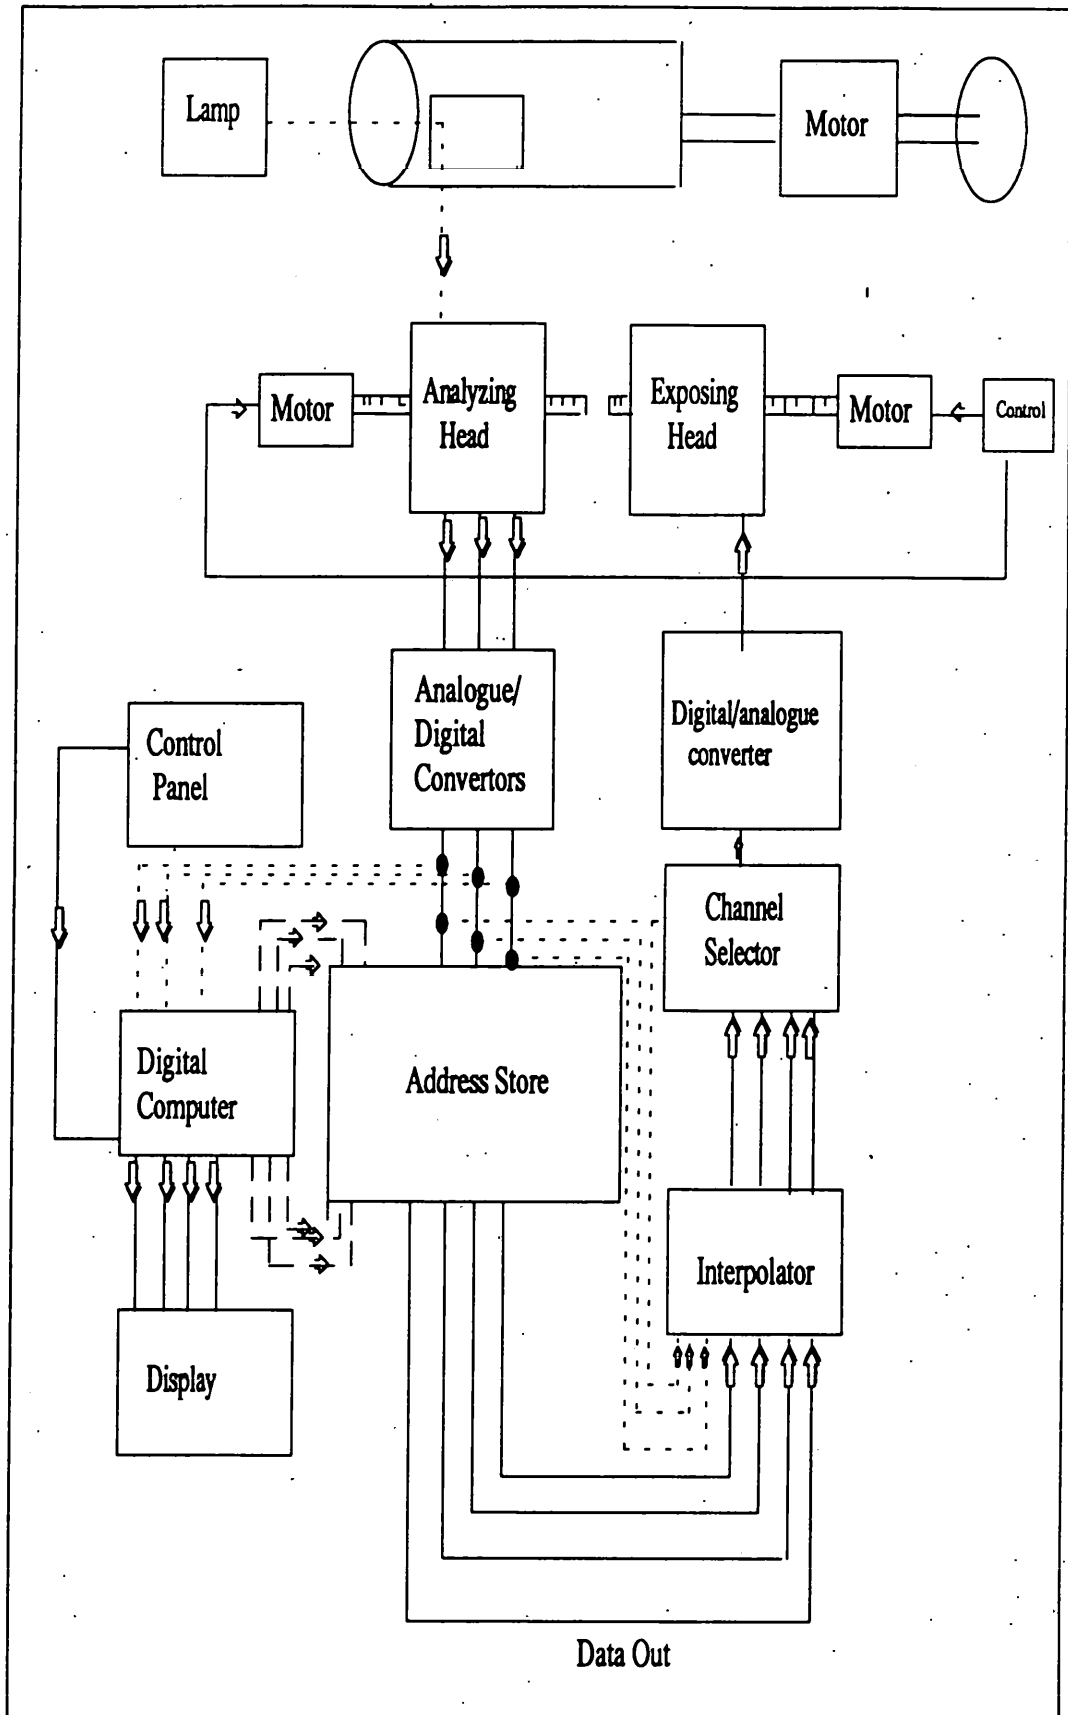 Lamp
Motor
Motor
Analyzing
Head
Exposing
Head
Motor
Control
Analogue/
Digital
Convertors
Digital/analogue
converter
Control
Panel
Channel
Selector
Digital
Computer
Address Store
Interpolator
Display
Data Out